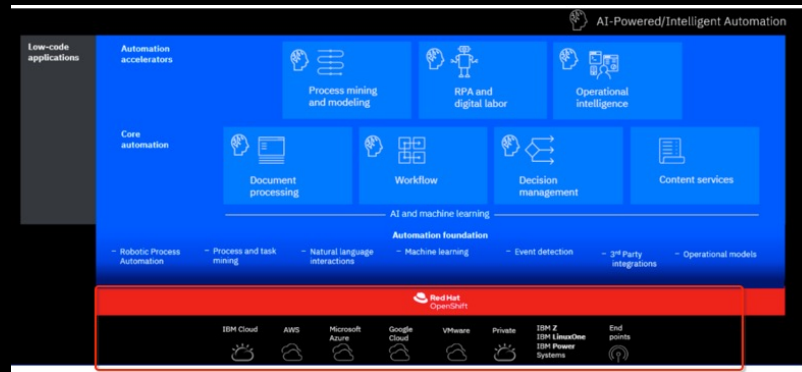 AI-Powered/Intelligent Automation
Low-code
applications
Automation
accelerators
Process mining
and modeling
RPA and
digital labor
Operational
intelligence
Core
automation
Document
processing
Workflow
Decision
management
Content services
AI and machine learning
Automation foundation
– Robotic Process
Automation
– Process and task
mining
– Natural language
interactions
– Machine learning
– Event detection
– 3rd Party
integrations
– Operational models
Red Hat
OpenShift
IBM Cloud
AWS
Microsoft
Azure
Google
Cloud
VMware
Private
IBM Z
IBM LinuxOne
IBM Power
Systems
End
points